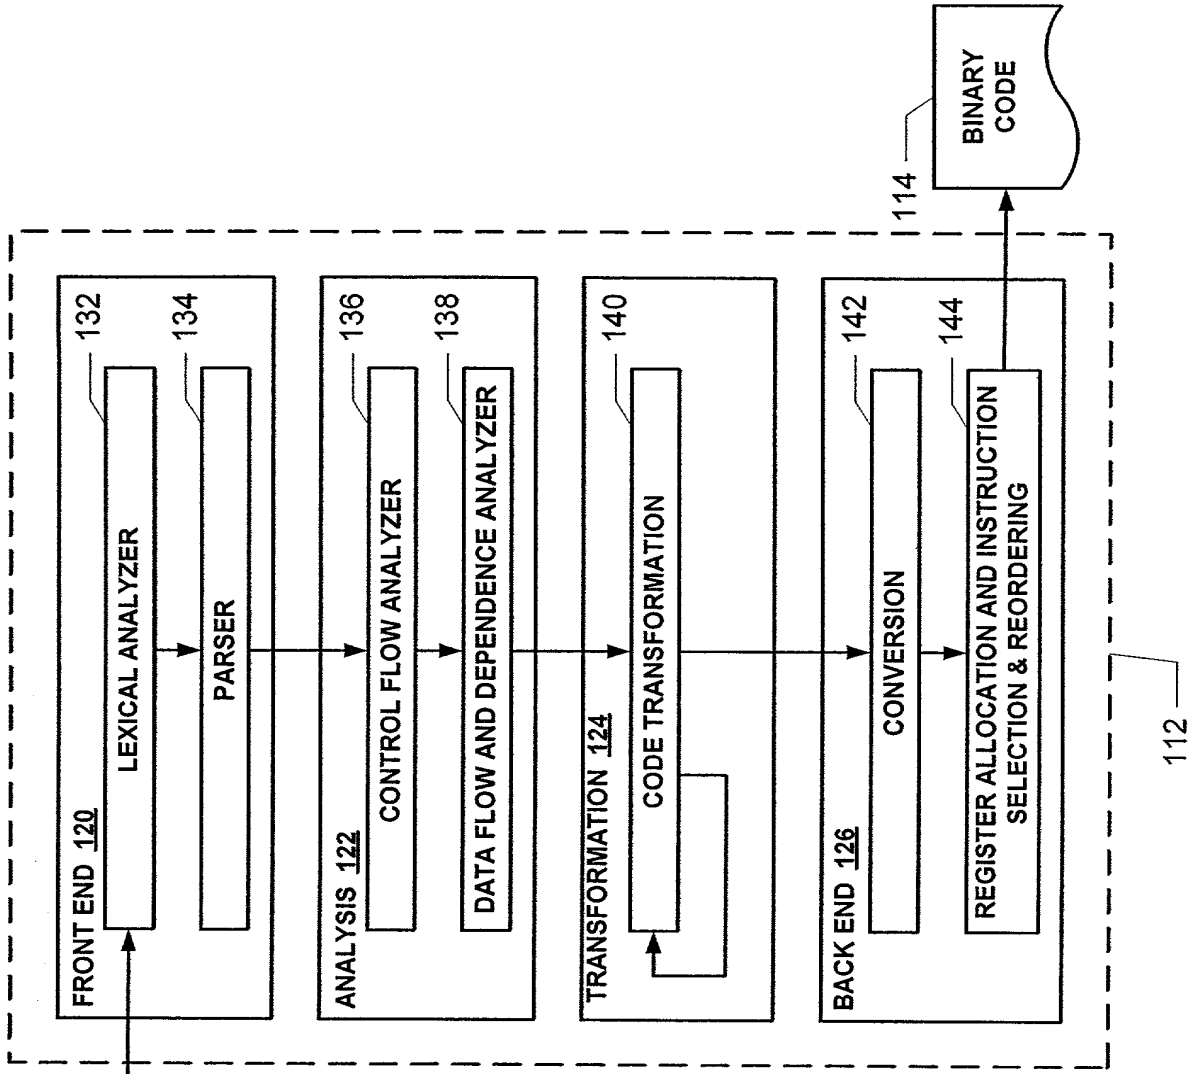 FRONT END 120
132
LEXICAL ANALYZER
134
PARSER
ANALYSIS 122
136
CONTROL FLOW ANALYZER
138
DATA FLOW AND DEPENDENCE ANALYZER
TRANSFORMATION 124
140
CODE TRANSFORMATION
BACK END 126
142
CONVERSION
144
REGISTER ALLOCATION AND INSTRUCTION
SELECTION & REORDERING
112
114
BINARY
CODE